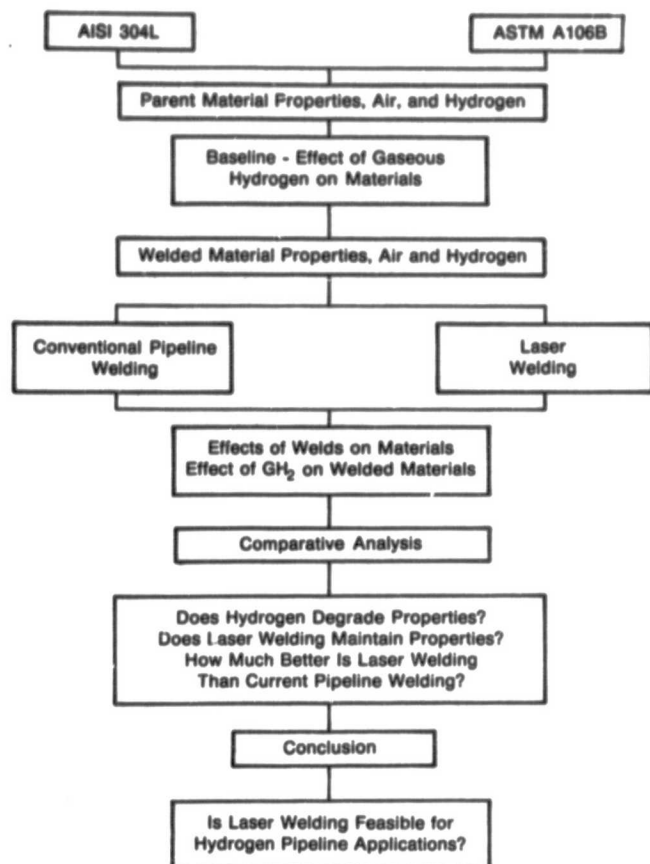 AISI 304L
ASTM A106B
Parent Material Properties, Air, and Hydrogen
Baseline - Effect of Gaseous
Hydrogen on Materials
Welded Material Properties, Air and Hydrogen
Conventional Pipeline
Welding
Laser
Welding
Effects of Welds on Materials
Effect of GH₂ on Welded Materials
Comparative Analysis
Does Hydrogen Degrade Properties?
Does Laser Welding Maintain Properties?
How Much Better Is Laser Welding
Than Current Pipeline Welding?
Conclusion
Is Laser Welding Feasible for
Hydrogen Pipeline Applications?